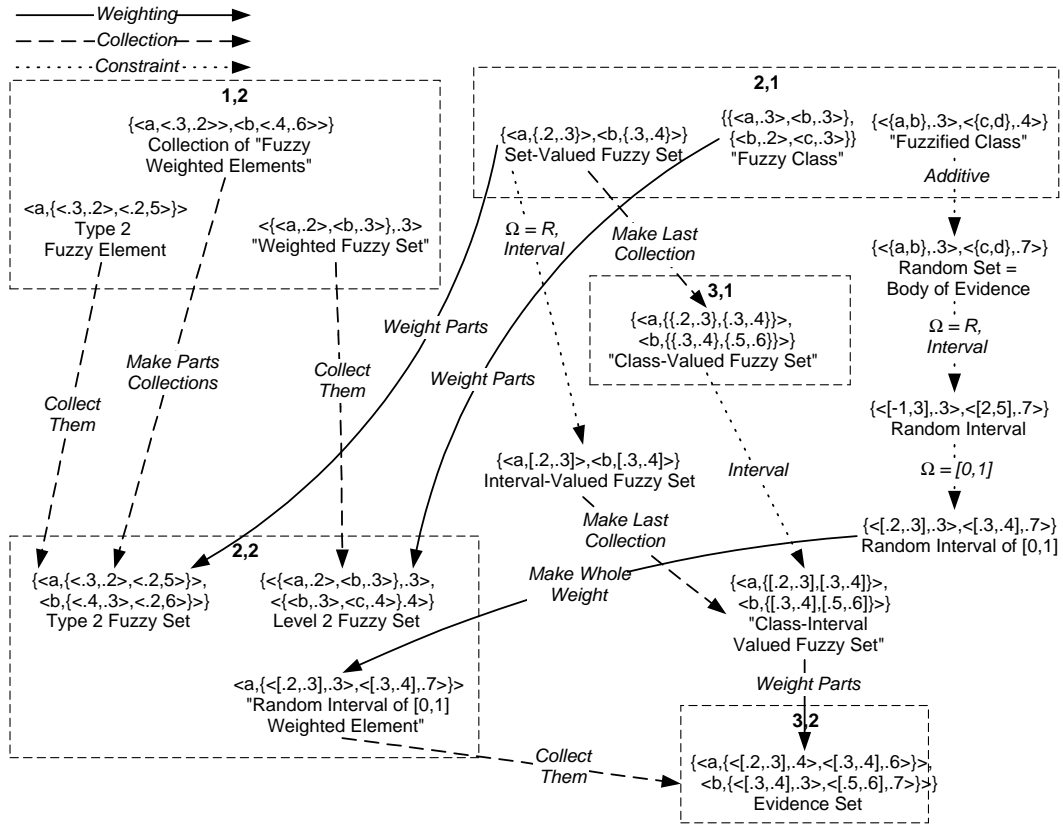 Weighting
Collection
Constraint
1,2
{<a,<.3,.2>>,<b,<.4,.6>>}
Collection of "Fuzzy
Weighted Elements"
<a,{<.3,.2>,<.2,5>}>
Type 2
Fuzzy Element
<{<a,.2>,<b,.3>},.3>
"Weighted Fuzzy Set"
2,1
{<a,{.2,.3}>,<b,{.3,.4}>}
Set-Valued Fuzzy Set
{{<a,.3>,<b,.3>},
{<b,.2>,<c,.3>}}
"Fuzzy Class"
{<{a,b},.3>,<{c,d},.4>}
"Fuzzified Class"
Additive
Ω = R,
Interval
Make Last
Collection
{<{a,b},.3>,<{c,d},.7>}
Random Set =
Body of Evidence
3,1
{<a,{{.2,.3},{.3,.4}}>,
<b,{{.3,.4},{.5,.6}}>}
"Class-Valued Fuzzy Set"
Ω = R,
Interval
Weight Parts
Make Parts
Collections
Collect
Them
Weight Parts
Collect
Them
{<[-1,3],.3>,<[2,5],.7>}
Random Interval
{<a,[.2,.3]>,<b,[.3,.4]>}
Interval-Valued Fuzzy Set
Interval
Ω = [0,1]
Make Last
Collection
{<[.2,.3],.3>,<[.3,.4],.7>}
Random Interval of [0,1]
2,2
{<a,{<.3,.2>,<.2,5>}>,
<b,{<.4,.3>,<.2,6>}>}
Type 2 Fuzzy Set
{<{<a,.2>,<b,.3>},.3>,
<{<b,.3>,<c,.4>}.4>}
Level 2 Fuzzy Set
Make Whole
Weight
{<a,{[.2,.3],[.3,.4]}>,
<b,{[.3,.4],[.5,.6]}>}
"Class-Interval
Valued Fuzzy Set"
<a,{<[.2,.3],.3>,<[.3,.4],.7>}>
"Random Interval of [0,1]
Weighted Element"
Weight Parts
3,2
Collect
Them
{<a,{<[.2,.3],.4>,<[.3,.4],.6>}>,
<b,{<[.3,.4],.3>,<[.5,.6],.7>}>}
Evidence Set